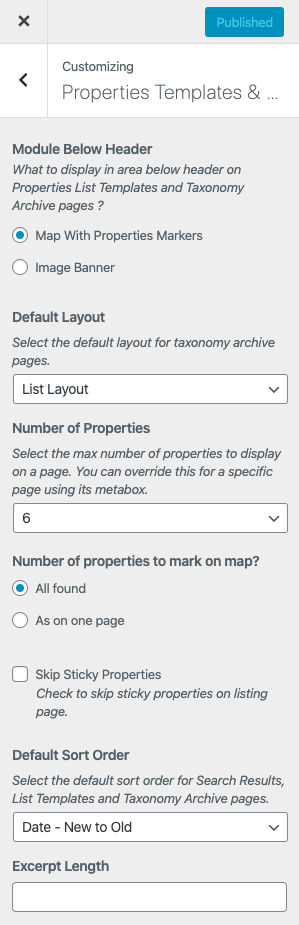 Published
Customizing
Properties Templates & ...
Module Below Header
What to display in area below header on
Properties List Templates and Taxonomy
Archive pages ?
Map With Properties Markers
Image Banner
Default Layout
Select the default layout for taxonomy archive
pages.
List Layout
Number of Properties
Select the max number of properties to display
on a page. You can override this for a specific
page using its metabox.
6
Number of properties to mark on map?
All found
As on one page
Skip Sticky Properties
Check to skip sticky properties on listing
page.
Default Sort Order
Select the default sort order for Search Results,
List Templates and Taxonomy Archive pages.
Date - New to Old
Excerpt Length